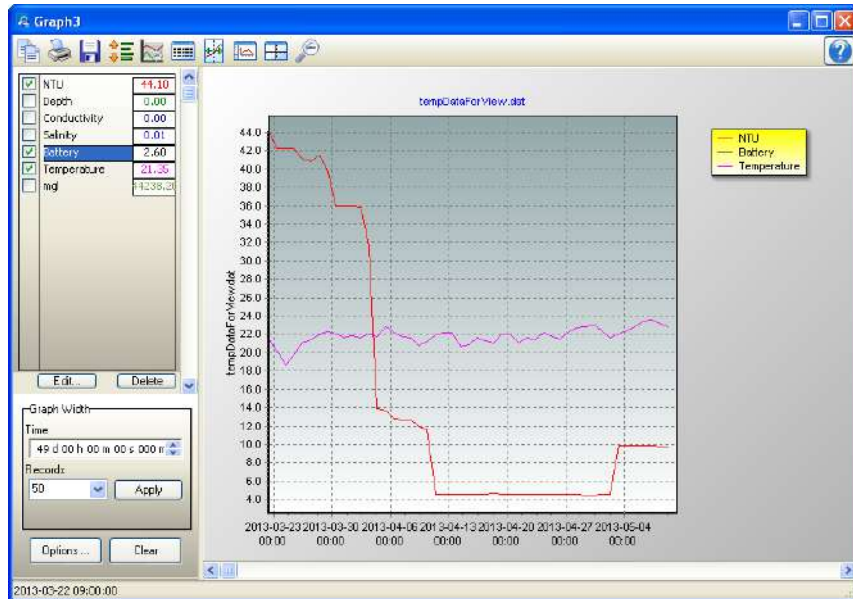 Graph3
NTU 44.10
Depth 0.00
Conductivity 0.00
Salinity 0.01
Battery 2.60
Temperature 21.35
mgl
Edit... Delete
Graph Width
Time
49 d 00 h 00 m 00 s 000 m
Records
50 Apply
Options ... Clear
2013-03-22 09:00:00
tempDataForView.dst
tempDataForView.dst
44.0
42.0
40.0
38.0
36.0
34.0
32.0
30.0
28.0
26.0
24.0
22.0
20.0
18.0
16.0
14.0
12.0
10.0
8.0
6.0
4.0
2013-03-23 2013-03-30 2013-04-06 2013-04-13 2013-04-20 2013-04-27 2013-05-04
00:00 00:00 00:00 00:00 00:00 00:00 00:00
NTU
Battery
Temperature